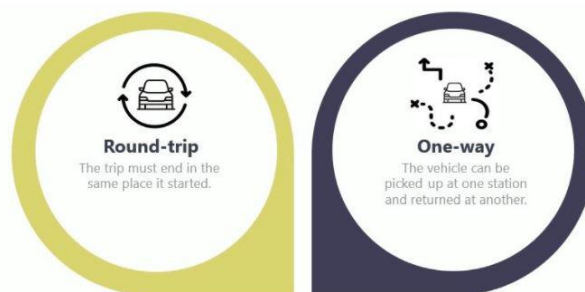 Round-trip
The trip must end in the
same place it started.
One-way
The vehicle can be
picked up at one station
and returned at another.